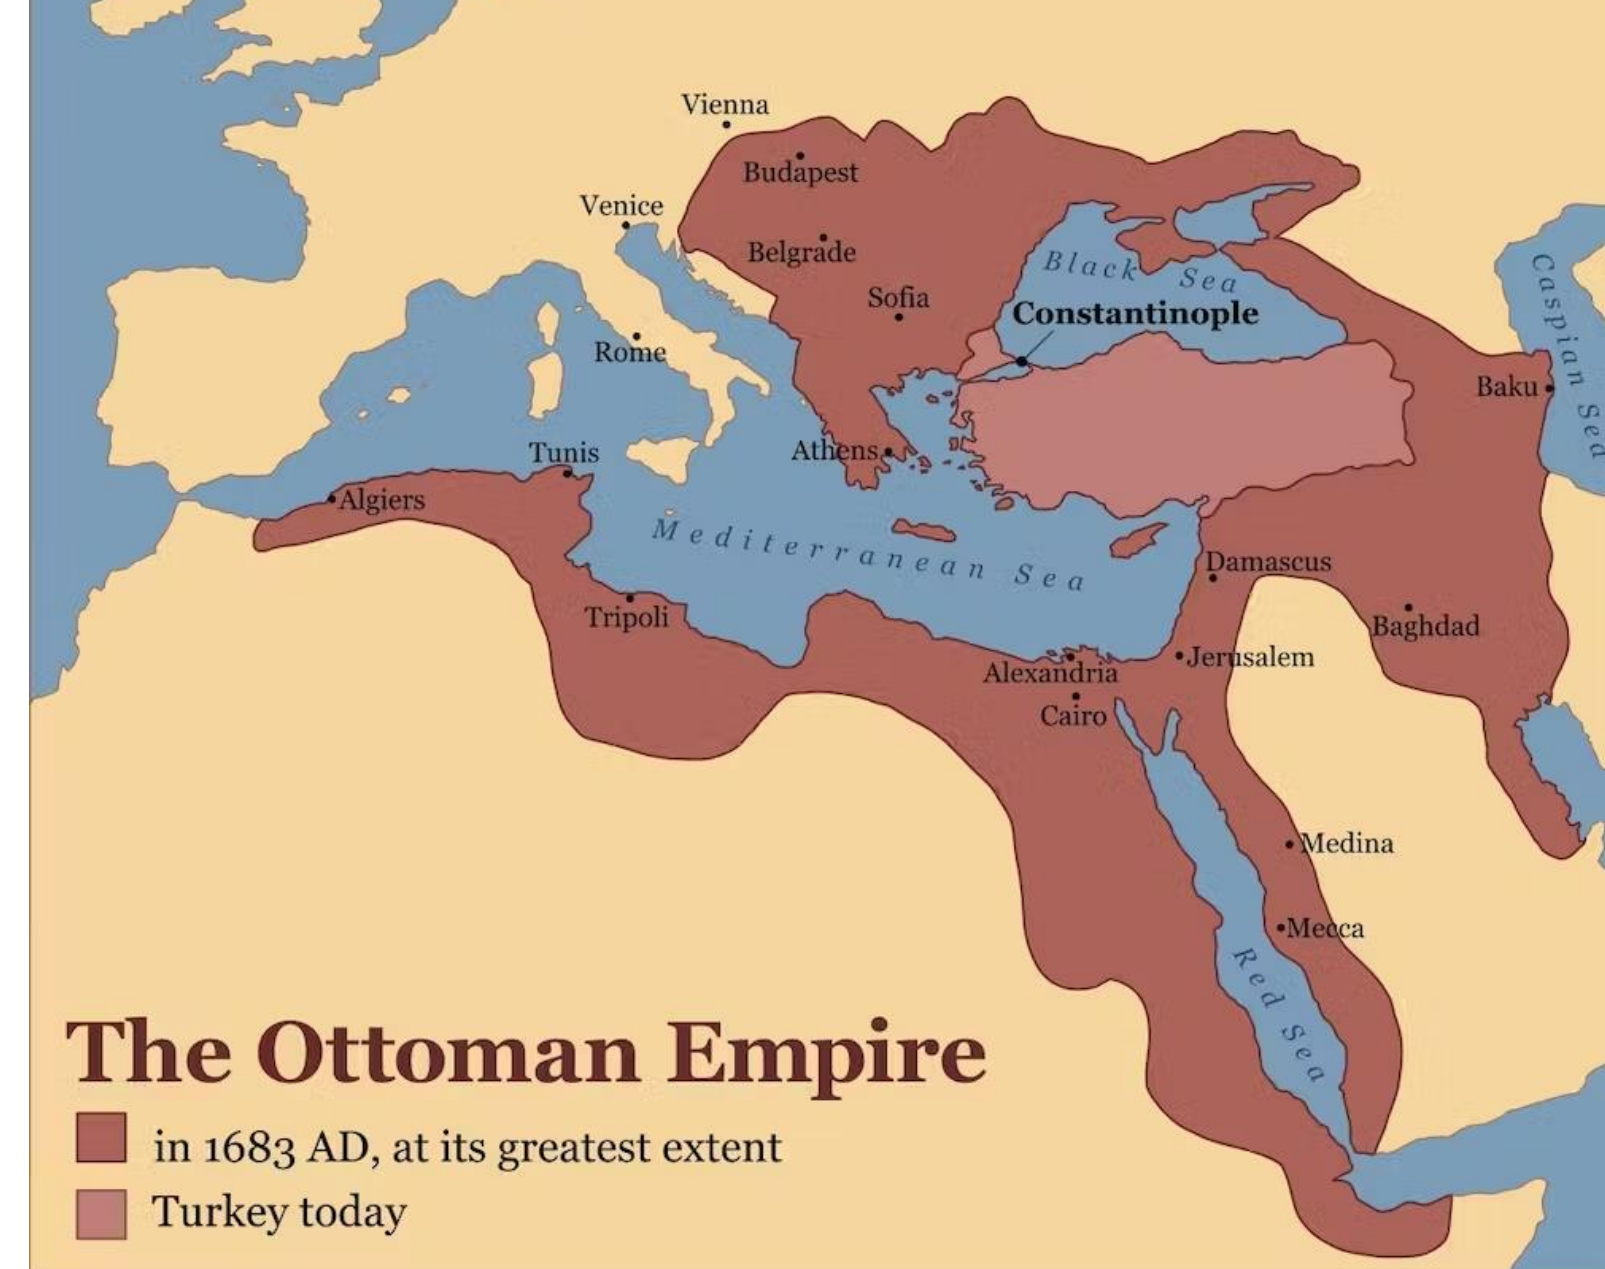 Vienna
Budapest
Venice
Belgrade
Black Sea
Caspian Sea
Sofia
Constantinople
Rome
Baku
Tunis
Athens
Algiers
Mediterranean Sea
Damascus
Tripoli
Baghdad
Jerusalem
Alexandria
Cairo
Medina
Mecca
Red Sea
The Ottoman Empire
in 1683 AD, at its greatest extent
Turkey today